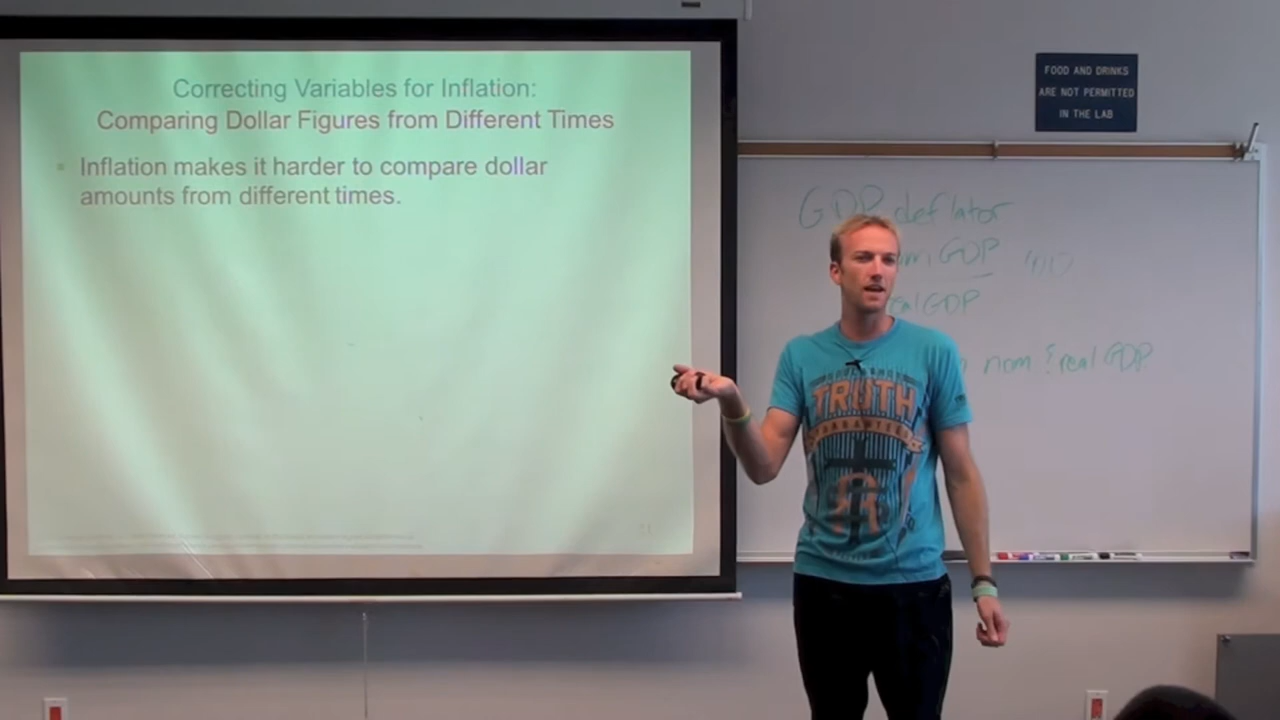 Correcting Variables for Inflation:
Comparing Dollar Figures from Different Times
Inflation makes it harder to compare dollar
amounts from different times.
FOOD AND DRINKS
ARE NOT PERMITTED
IN THE LAB
GDP deflator
GDP
GDP
nom & real GDP
TRUTH